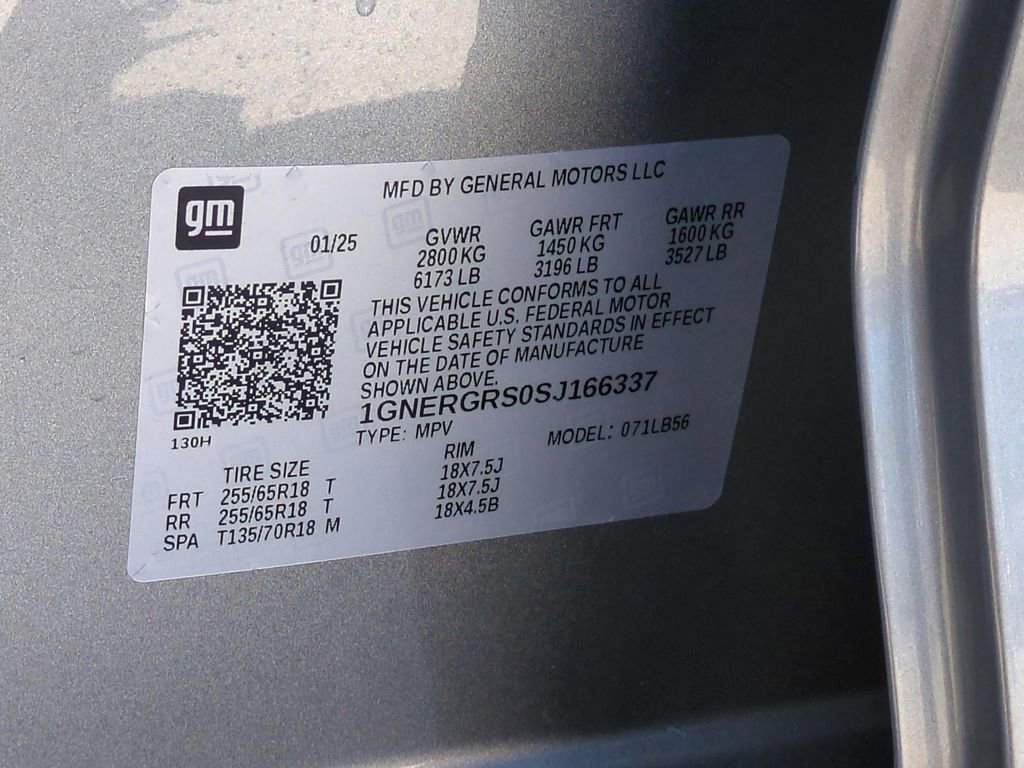 gm
MFD BY GENERAL MOTORS LLC
01/25
GVWR
2800 KG
6173 LB
GAWR FRT
1450 KG
3196 LB
GAWR RR
1600 KG
3527 LB
THIS VEHICLE CONFORMS TO ALL
APPLICABLE U.S. FEDERAL MOTOR
VEHICLE SAFETY STANDARDS IN EFFECT
ON THE DATE OF MANUFACTURE
SHOWN ABOVE.
1GNERGRS0SJ166337
130H
TYPE: MPV MODEL: 071LB56
TIRE SIZE RIM
FRT 255/65R18 T 18X7.5J
RR 255/65R18 T 18X7.5J
SPA T135/70R18 M 18X4.5B